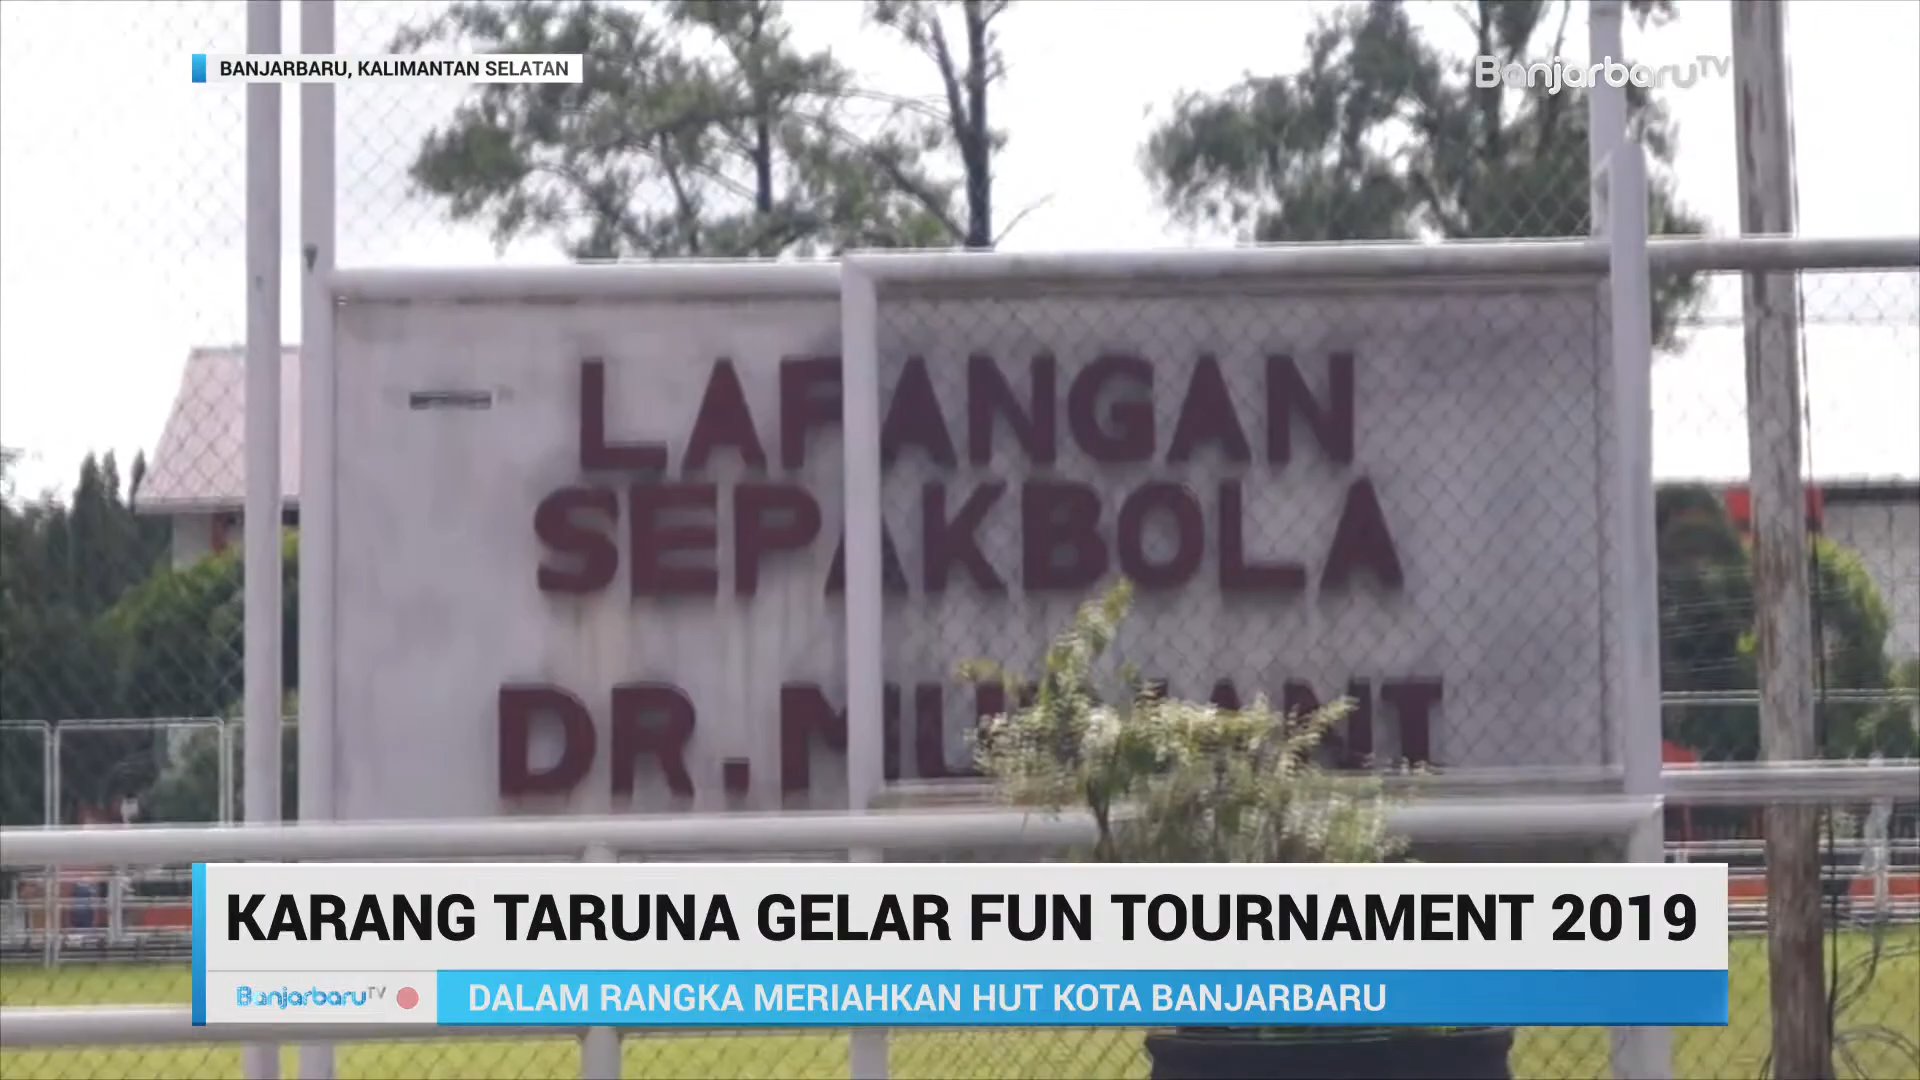 BANJARBARU, KALIMANTAN SELATAN
BanjarbaruTV
LAPANGAN
SEPAKBOLA
DR.
KARANG TARUNA GELAR FUN TOURNAMENT 2019
BanjarbaruTV
DALAM RANGKA MERIAHKAN HUT KOTA BANJARBARU